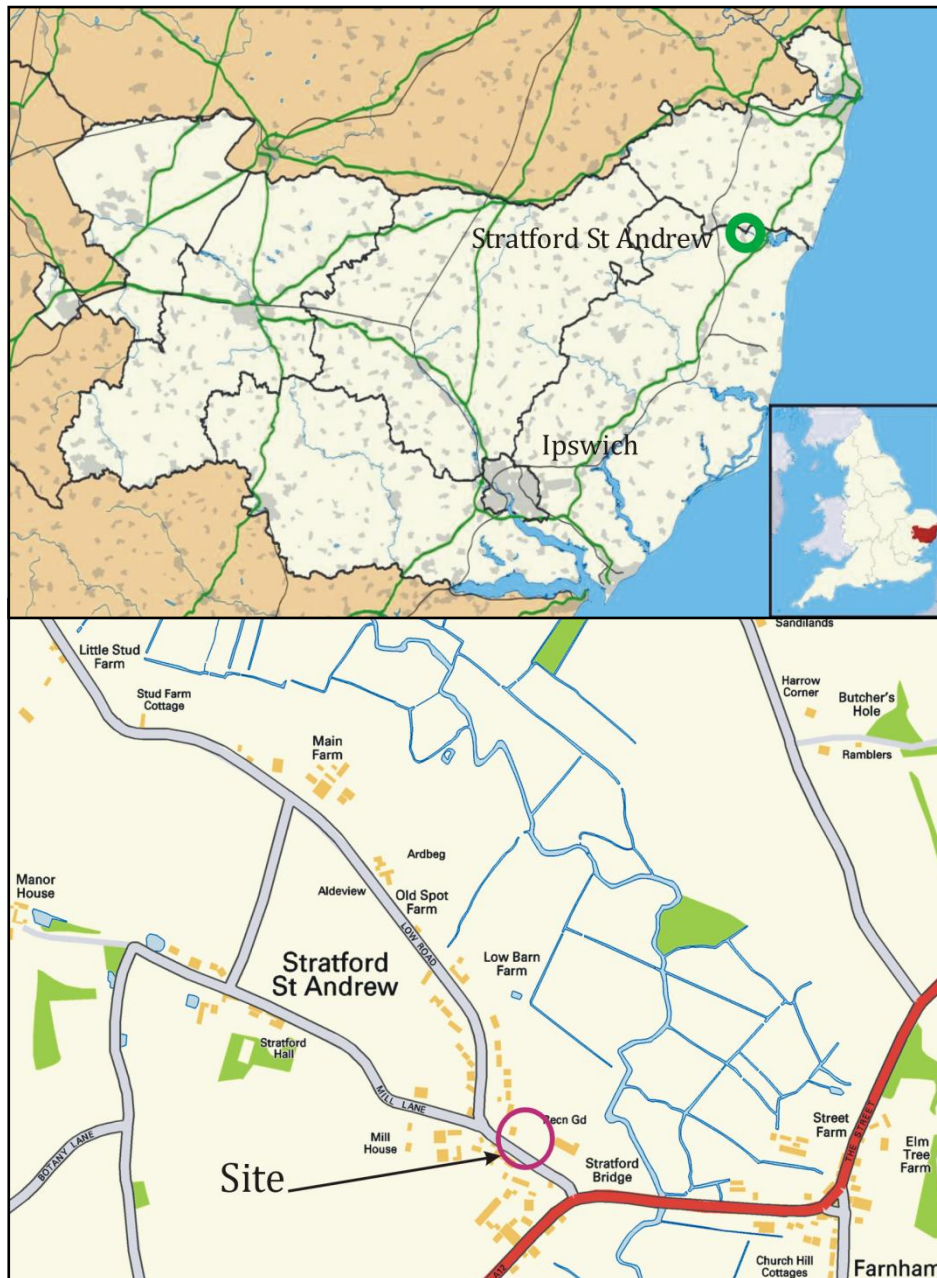 Stratford St Andrew
Ipswich
Sandilands
Little Stud
Farm
Stud Farm
Cottage
Harrow
Corner
Butcher's
Hole
Ramblers
Main
Farm
Ardbeg
Aldeview
Old Spot
Farm
Manor
House
LOW ROAD
Low Barn
Farm
Stratford
St Andrew
Stratford
Hall
MILL LANE
Recn Gd
Mill
House
Street
Farm
THE STREET
Elm
Tree
Farm
BOTANY LANE
Site
Stratford
Bridge
Church Hill
Cottages
Farnham
A12